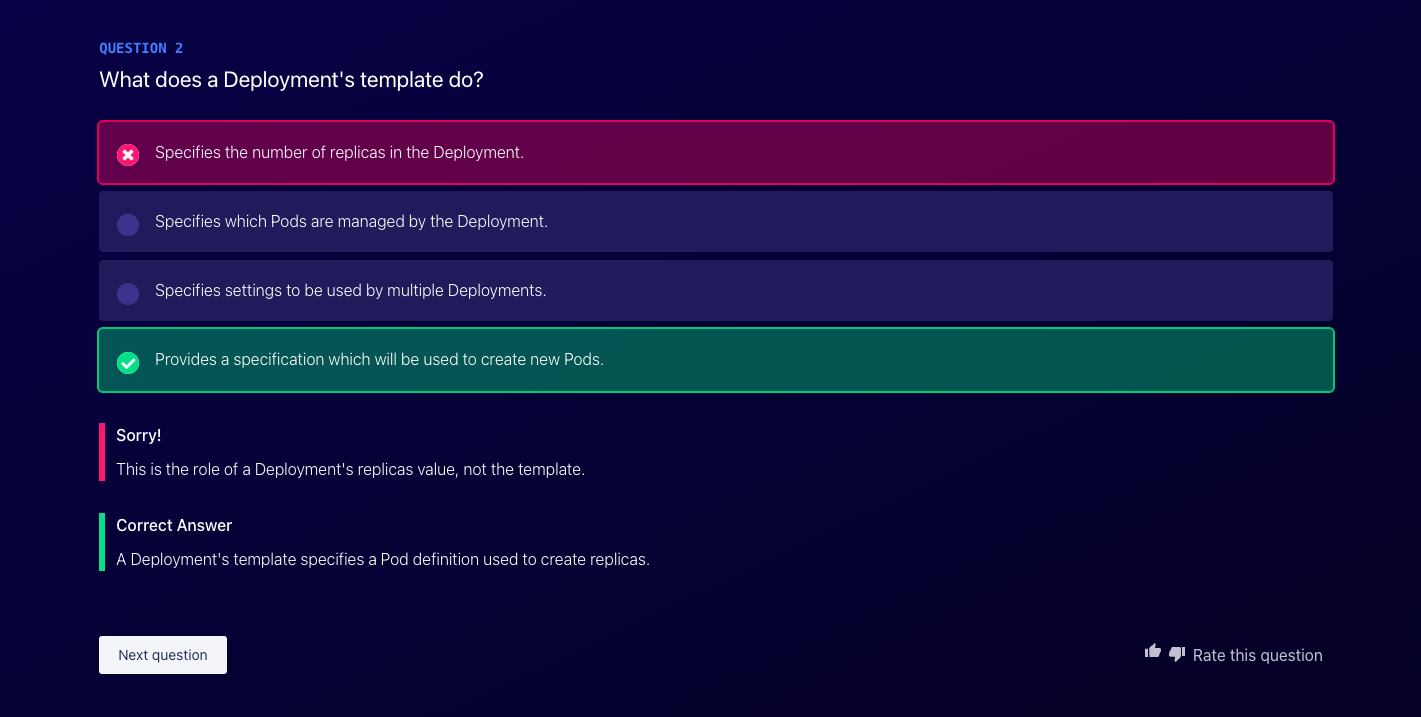 QUESTION 2
What does a Deployment's template do?
Specifies the number of replicas in the Deployment.
Specifies which Pods are managed by the Deployment.
Specifies settings to be used by multiple Deployments.
Provides a specification which will be used to create new Pods.
Sorry!
This is the role of a Deployment's replicas value, not the template.
Correct Answer
A Deployment's template specifies a Pod definition used to create replicas.
Next question
Rate this question